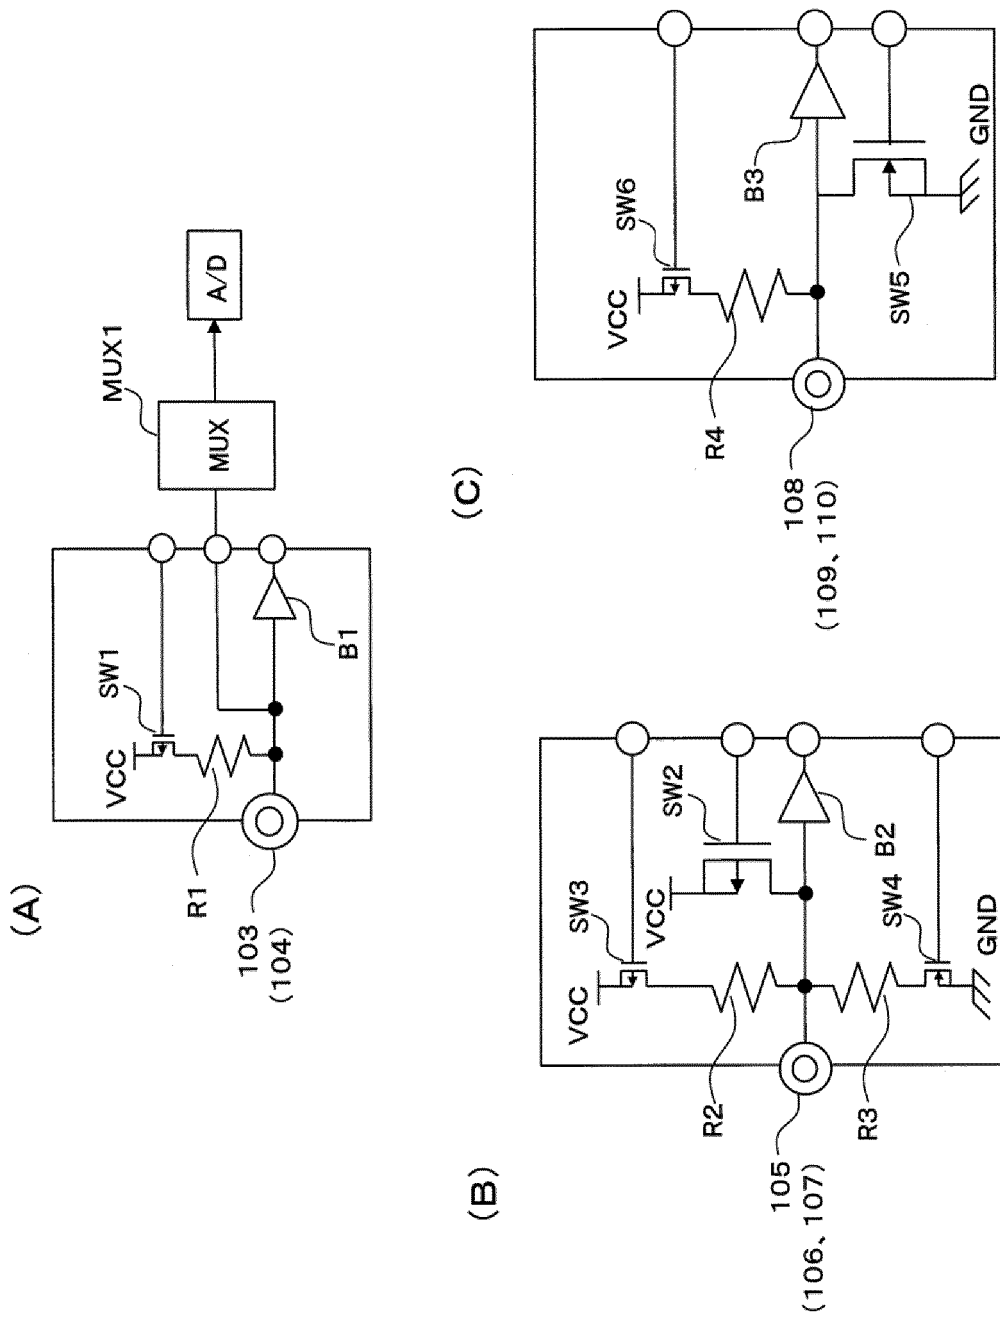 (A)
VCC
SW1
R1
B1
103
(104)
MUX1
MUX
A/D
(B)
VCC
SW3
VCC
SW2
R2
R3
B2
SW4
GND
105
(106、107)
(C)
VCC
SW6
B3
R4
SW5
GND
108
(109、110)